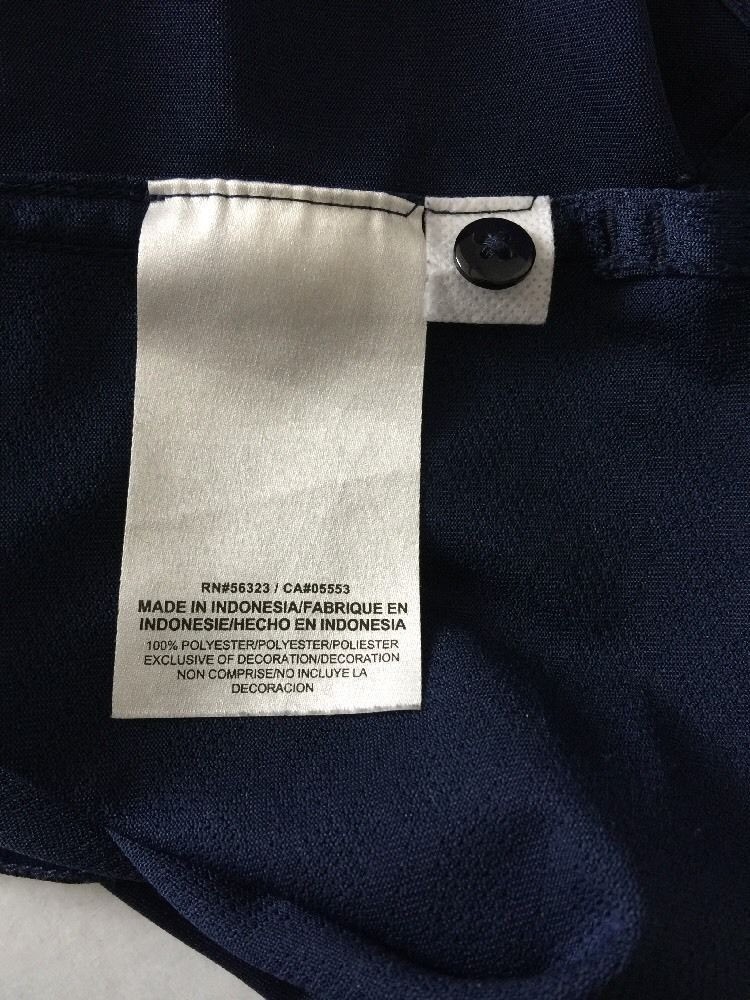 RN#56323 / CA#05553
MADE IN INDONESIA/FABRIQUE EN
INDONESIE/HECHO EN INDONESIA
100% POLYESTER/POLYESTER/POLIESTER
EXCLUSIVE OF DECORATION/DECORATION
NON COMPRISE/NO INCLUYE LA
DECORACION